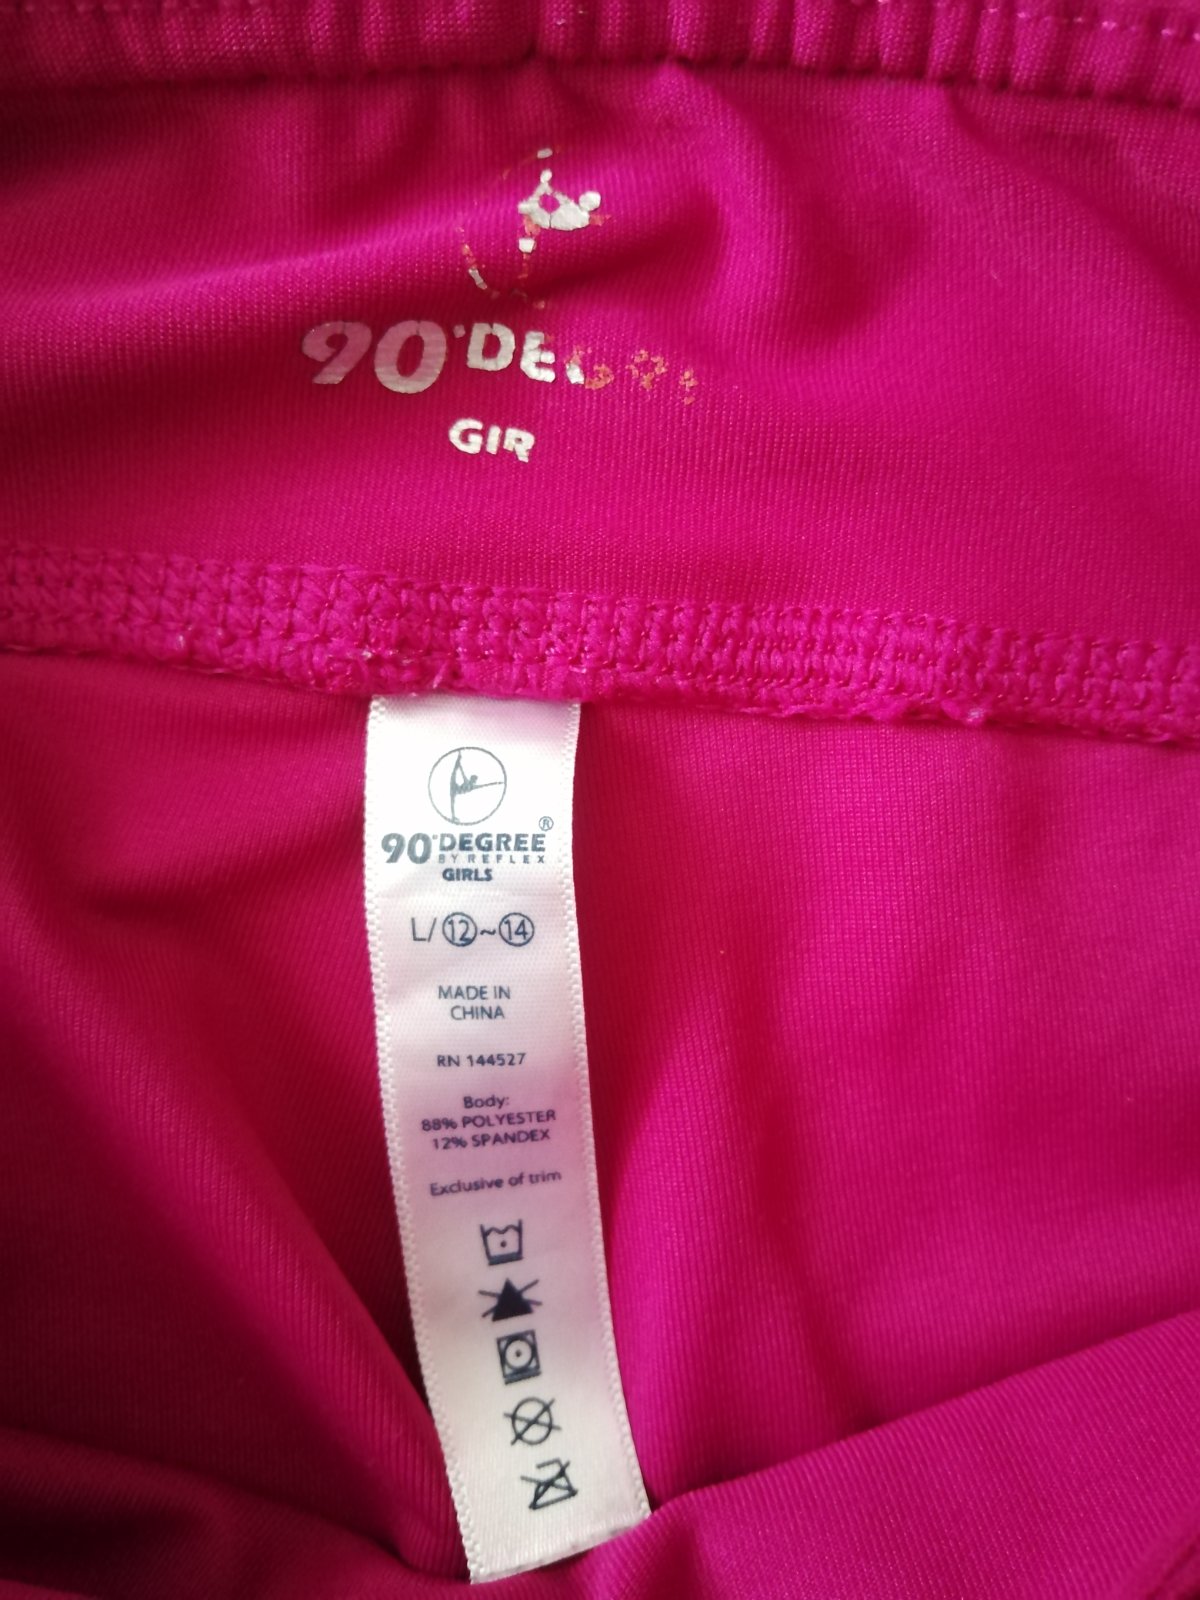 90°DEGR
GIR
90°DEGREE®
BY REFLEX
GIRLS
L/⑫~⑭
MADE IN
CHINA
RN 144527
Body:
88% POLYESTER
12% SPANDEX
Exclusive of trim